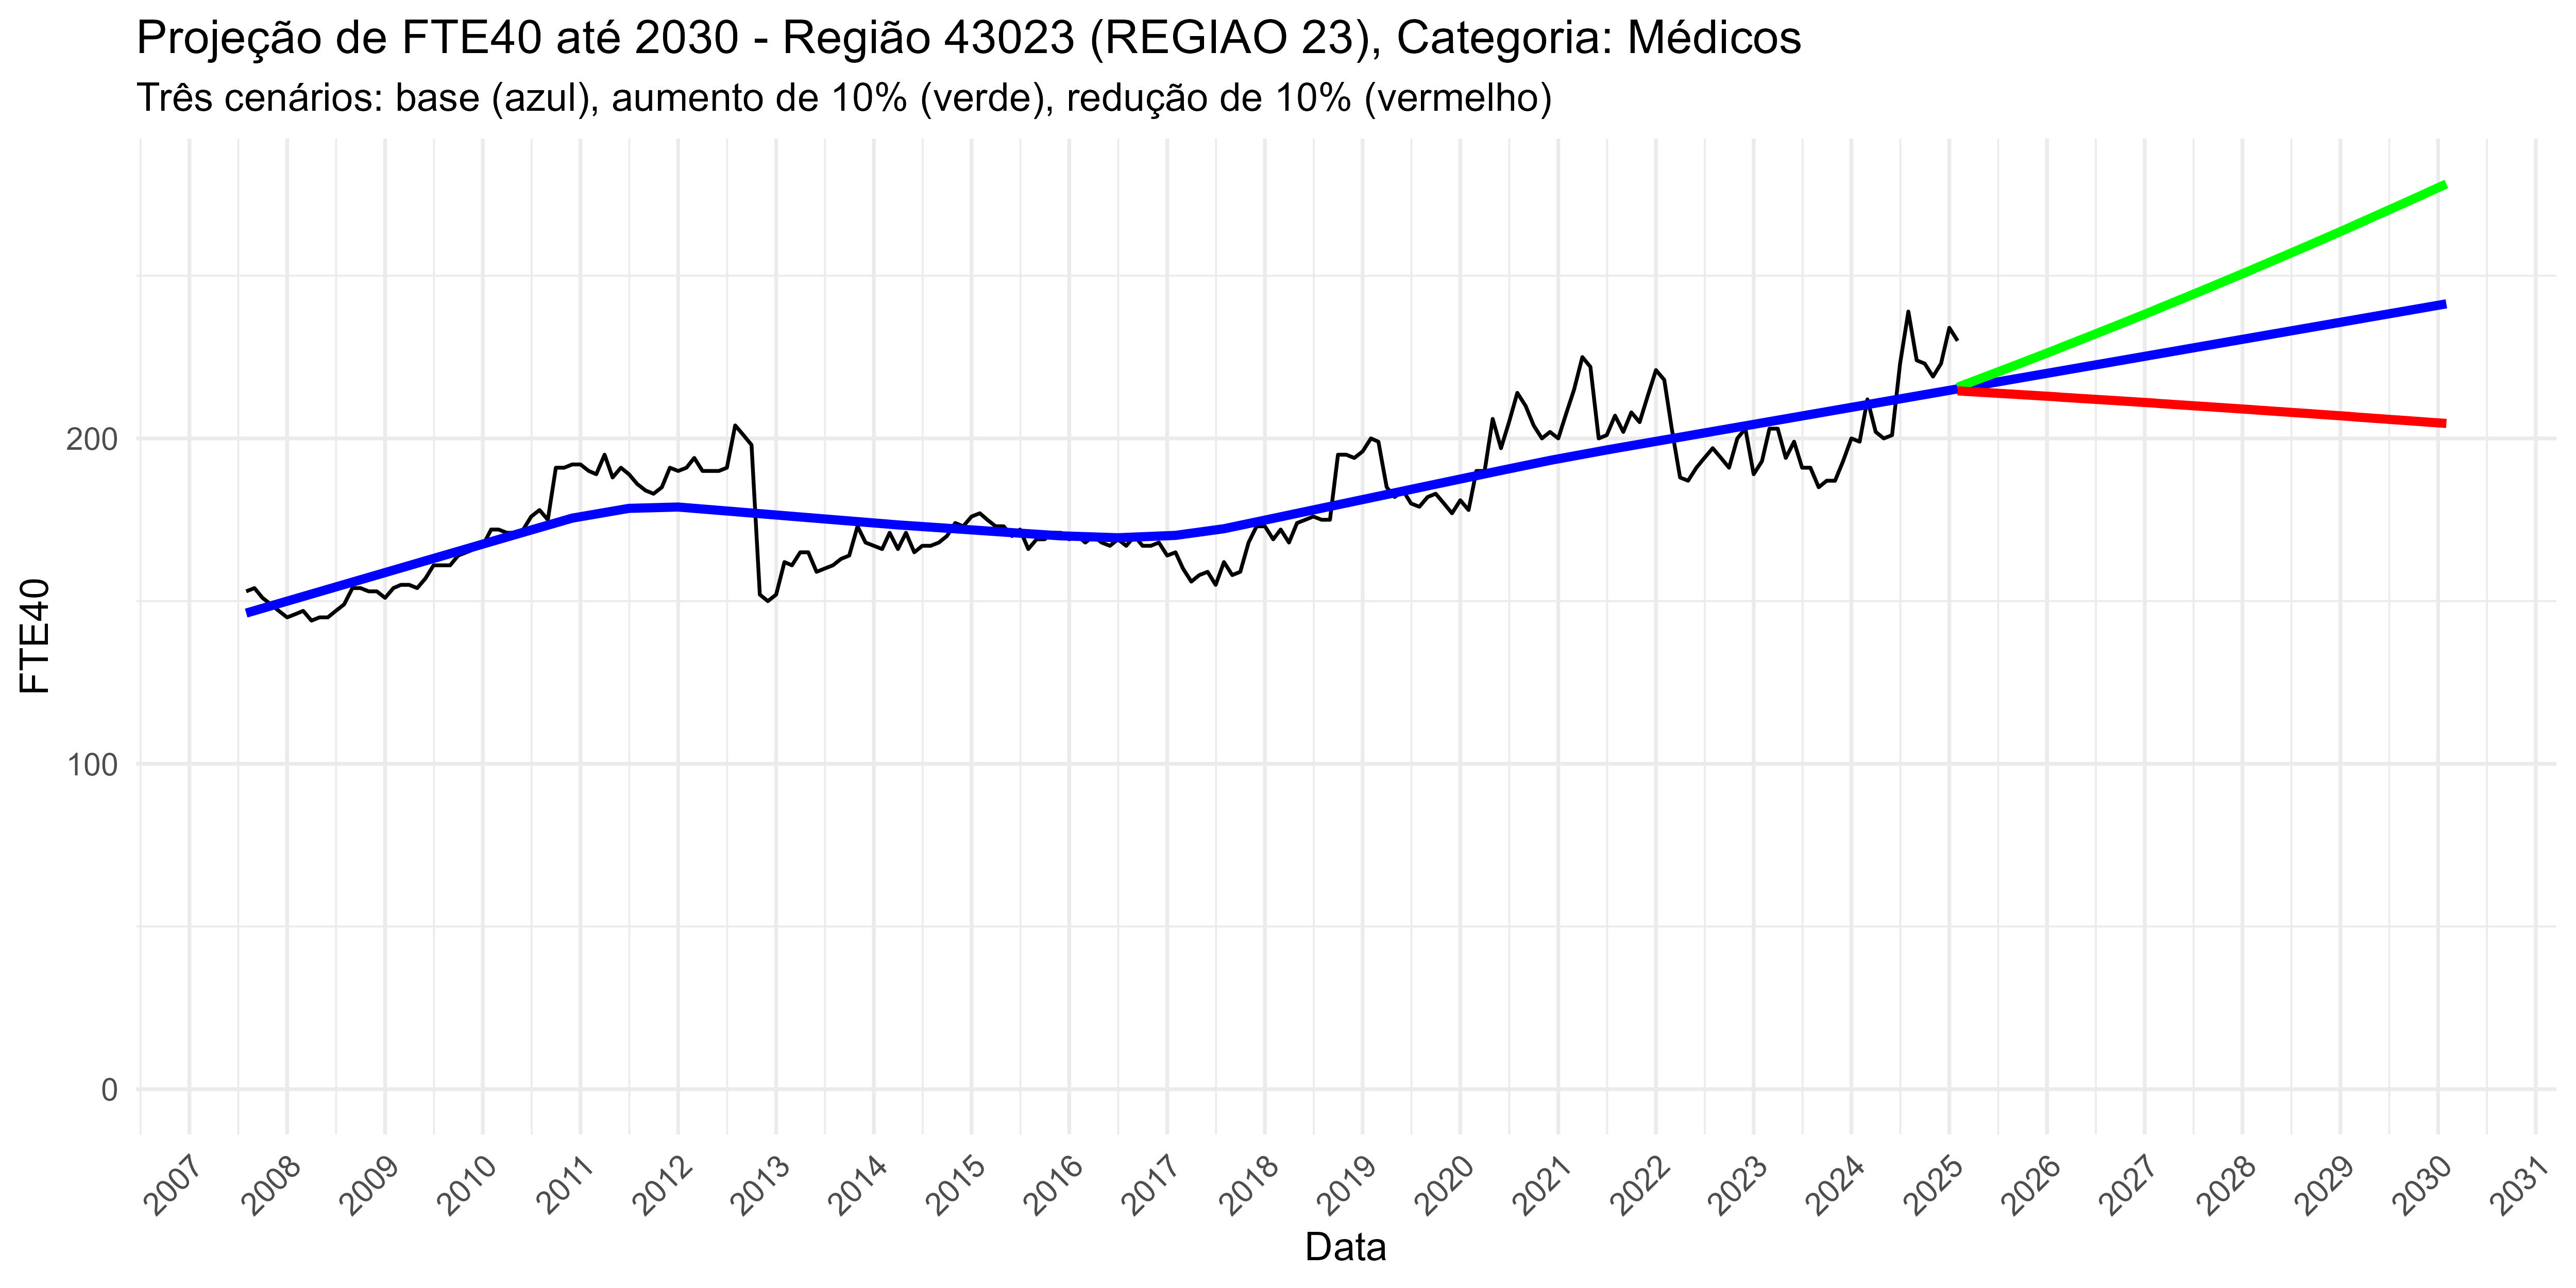 Projeção de FTE40 até 2030 - Região 43023 (REGIAO 23), Categoria: Médicos
Três cenários: base (azul), aumento de 10% (verde), redução de 10% (vermelho)
FTE40
200
100
0
2007 2008 2009 2010 2011 2012 2013 2014 2015 2016 2017 2018 2019 2020 2021 2022 2023 2024 2025 2026 2027 2028 2029 2030 2031
Data